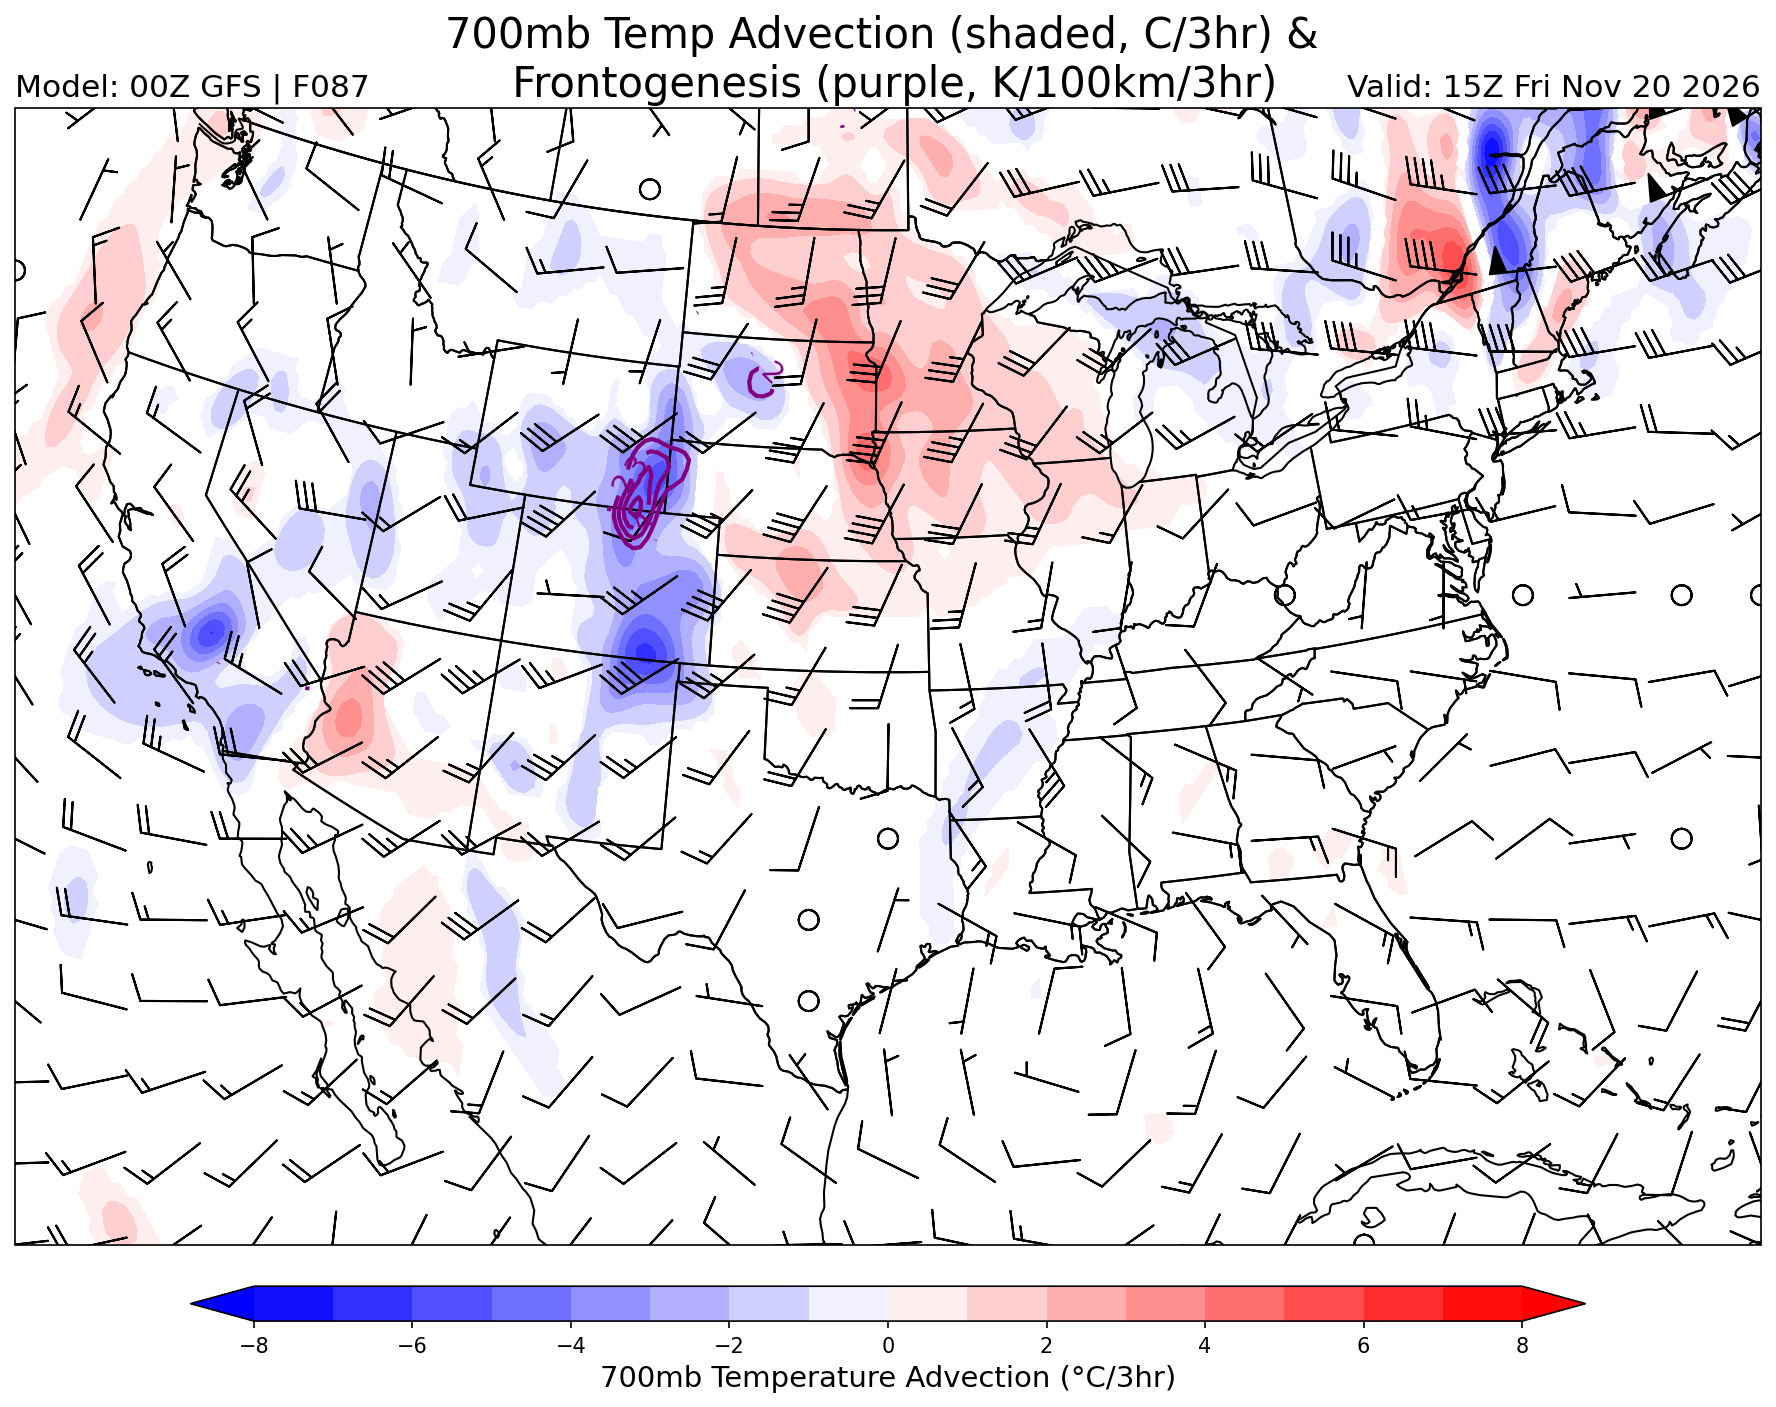 700mb Temp Advection (shaded, C/3hr) &
Frontogenesis (purple, K/100km/3hr)
Model: 00Z GFS | F087
Valid: 15Z Fri Nov 20 2026
−8 −6 −4 −2 0 2 4 6 8
700mb Temperature Advection (°C/3hr)